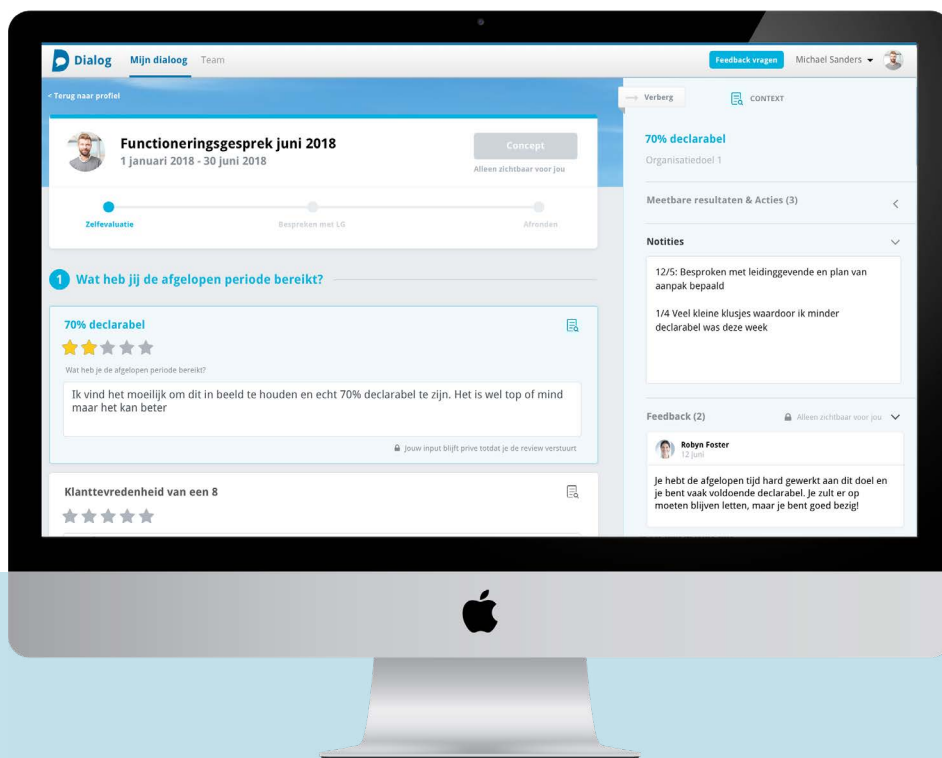 Dialog Mijn dialoog Team Feedback vragen Michael Sanders
< Terug naar profiel
Functioneringsgesprek juni 2018
1 januari 2018 - 30 juni 2018
Concept
Alleen zichtbaar voor jou
Zelfevaluatie Bespreken met LG Afronden
1 Wat heb jij de afgelopen periode bereikt?
70% declarabel
Wat heb je de afgelopen periode bereikt?
Ik vind het moeilijk om dit in beeld te houden en echt 70% declarabel te zijn. Het is wel top of mind
maar het kan beter
Jouw input blijft prive totdat je de review verstuurt
Klanttevredenheid van een 8
Verberg
CONTEXT
70% declarabel
Organisatiedoel 1
Meetbare resultaten & Acties (3)
Notities
12/5: Besproken met leidinggevende en plan van
aanpak bepaald
1/4 Veel kleine klusjes waardoor ik minder
declarabel was deze week
Feedback (2) Alleen zichtbaar voor jou
Robyn Foster
12 juni
Je hebt de afgelopen tijd hard gewerkt aan dit doel en
je bent vaak voldoende declarabel. Je zult er op
moeten blijven letten, maar je bent goed bezig!